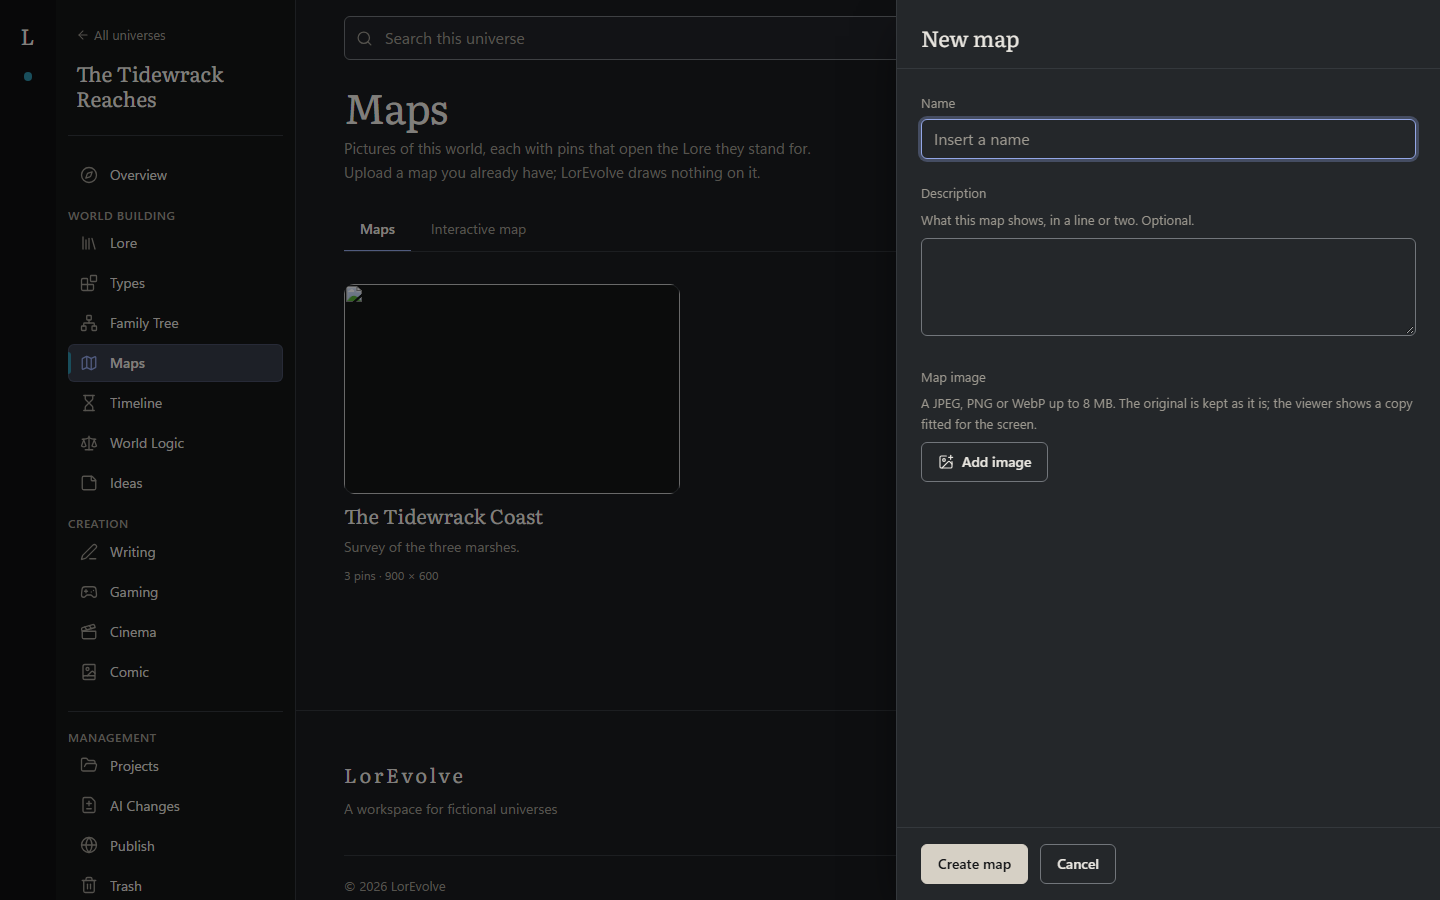 L
All universes
The Tidewrack
Reaches
Overview
WORLD BUILDING
Lore
Types
Family Tree
Maps
Timeline
World Logic
Ideas
CREATION
Writing
Gaming
Cinema
Comic
MANAGEMENT
Projects
AI Changes
Publish
Trash
Search this universe
Maps
Pictures of this world, each with pins that open the Lore they stand for.
Upload a map you already have; LorEvolve draws nothing on it.
Maps
Interactive map
The Tidewrack Coast
Survey of the three marshes.
3 pins · 900 × 600
LorEvolve
A workspace for fictional universes
© 2026 LorEvolve
New map
Name
Insert a name
Description
What this map shows, in a line or two. Optional.
Map image
A JPEG, PNG or WebP up to 8 MB. The original is kept as it is; the viewer shows a copy
fitted for the screen.
Add image
Create map
Cancel